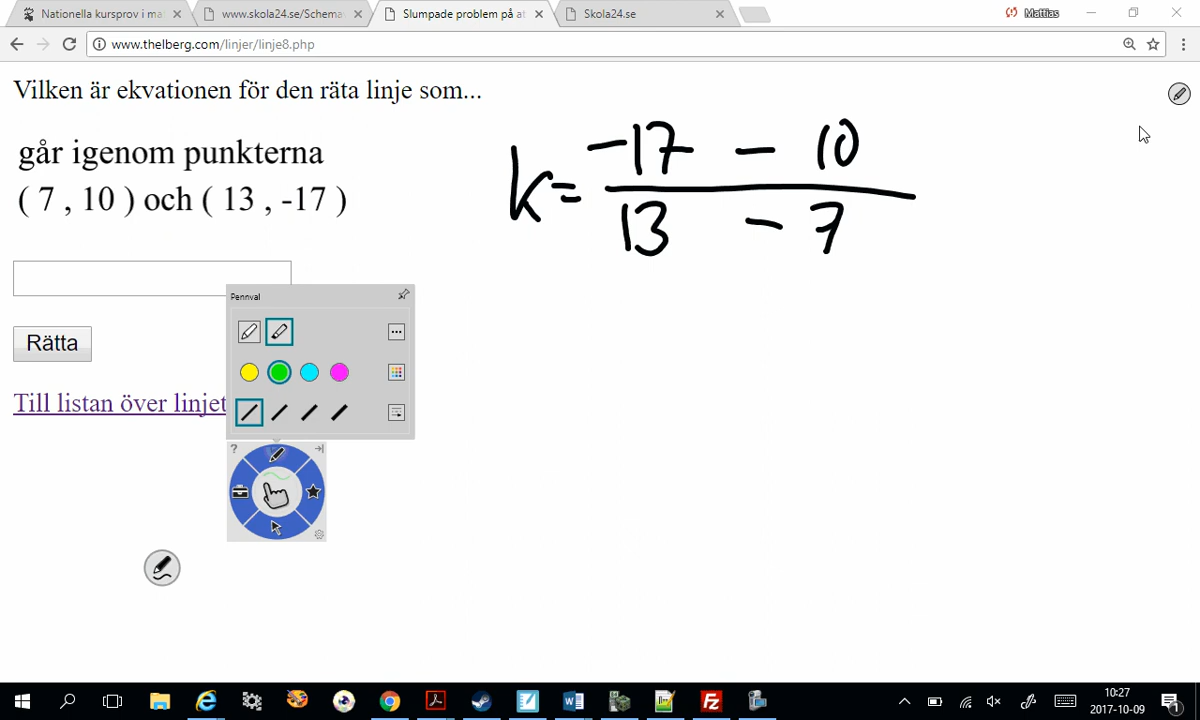 Nationella kursprov i ma
www.skola24.se/Schema
Slumpade problem på at
Skola24.se
Mattias
www.thelberg.com/linjer/linje8.php
Vilken är ekvationen för den räta linje som...
går igenom punkterna
( 7 , 10 ) och ( 13 , -17 )
k= -17 - 10
13 - 7
Pennval
Rätta
Till listan över linjet
?
10:27
2017-10-09
1